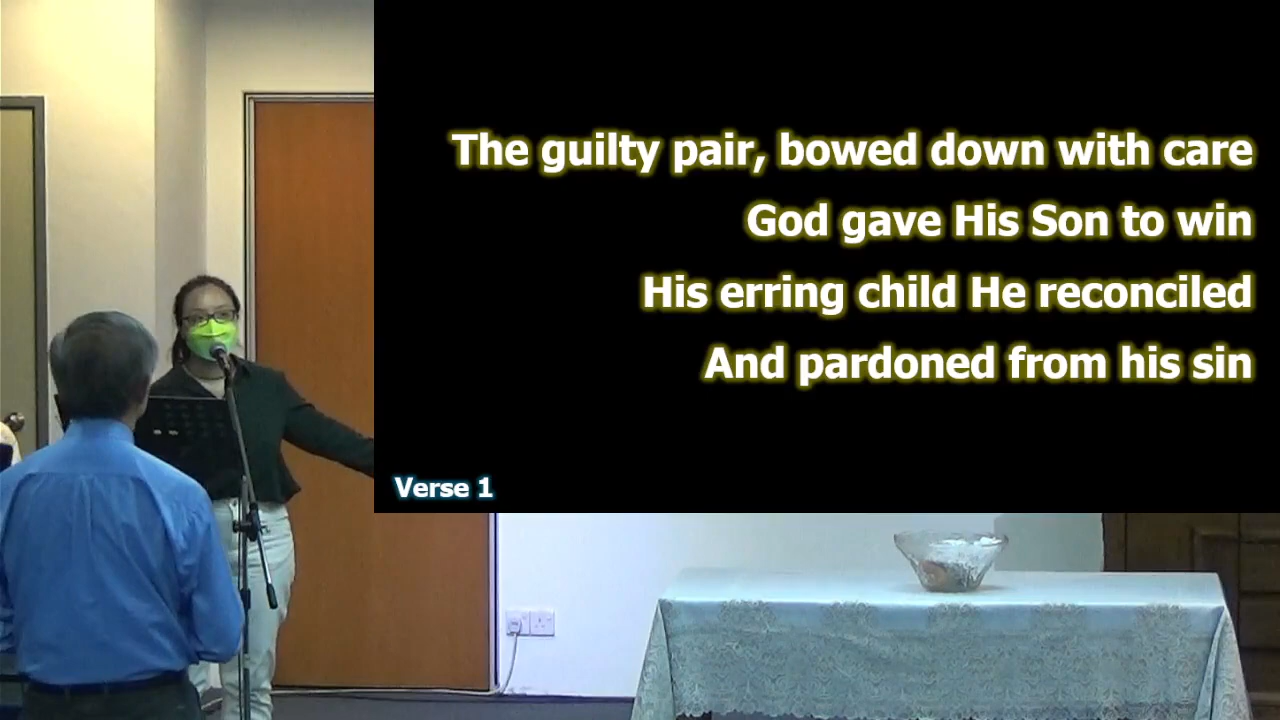 The guilty pair, bowed down with care
God gave His Son to win
His erring child He reconciled
And pardoned from his sin
Verse 1